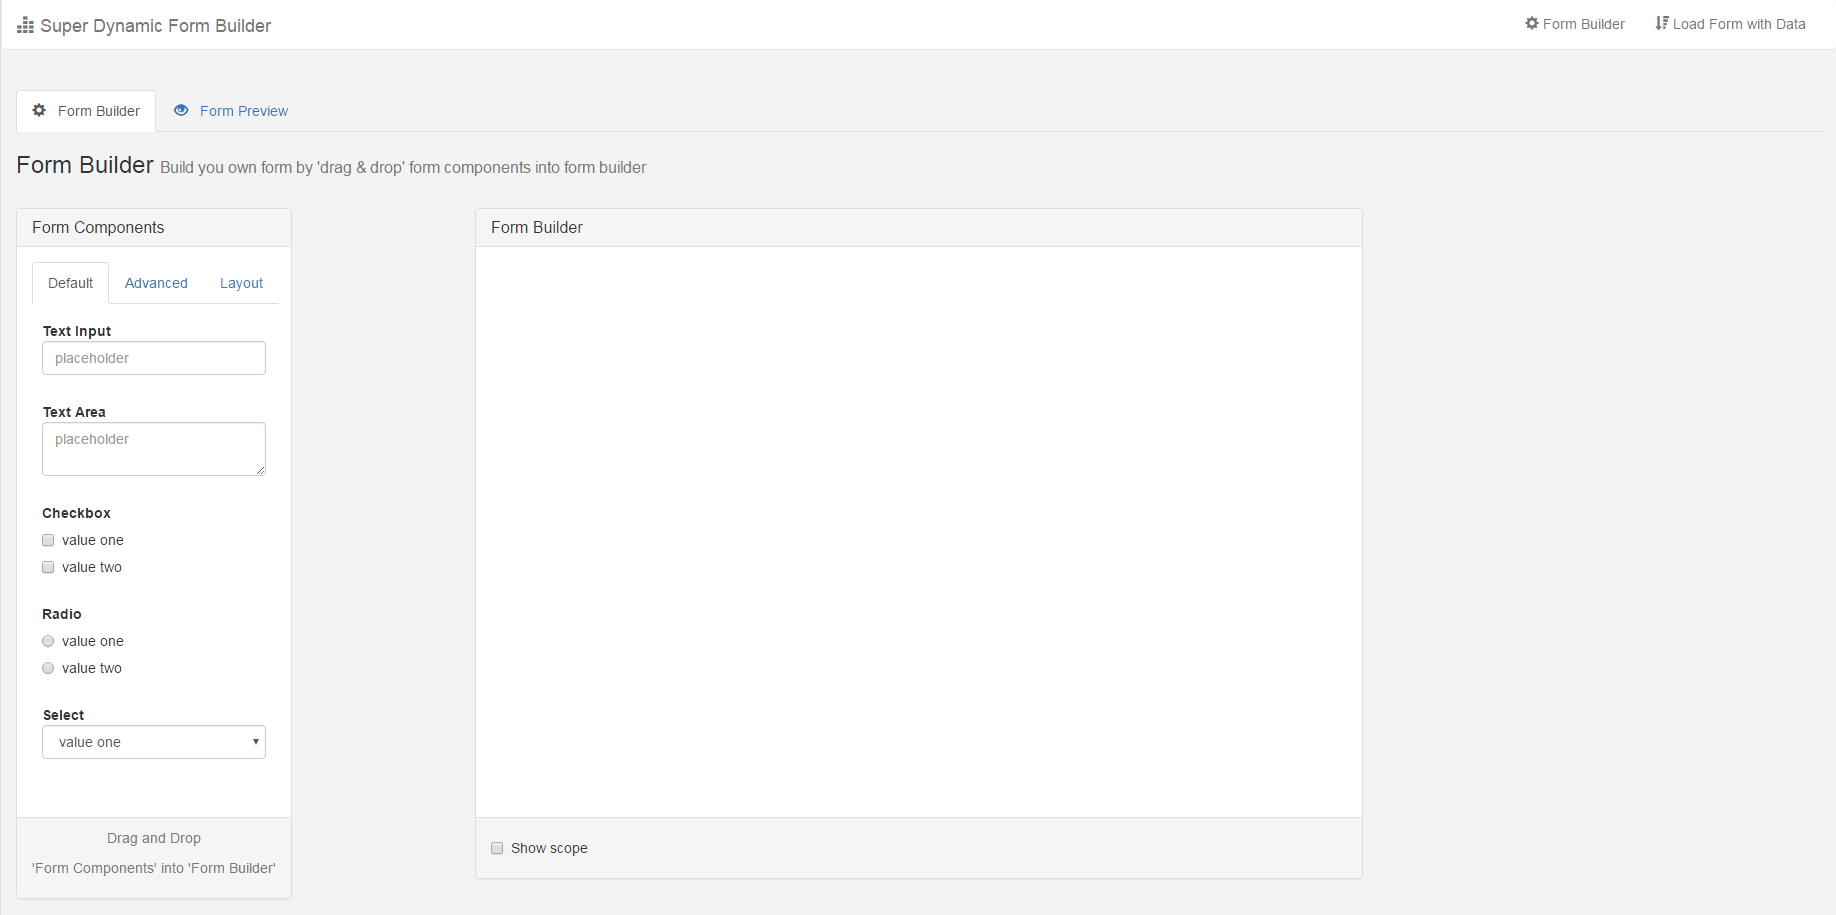 Super Dynamic Form Builder
Form Builder
Load Form with Data
Form Builder
Form Preview
Form Builder Build you own form by 'drag & drop' form components into form builder
Form Components
Default
Advanced
Layout
Text Input
placeholder
Text Area
placeholder
Checkbox
value one
value two
Radio
value one
value two
Select
value one
Drag and Drop
'Form Components' into 'Form Builder'
Form Builder
Show scope